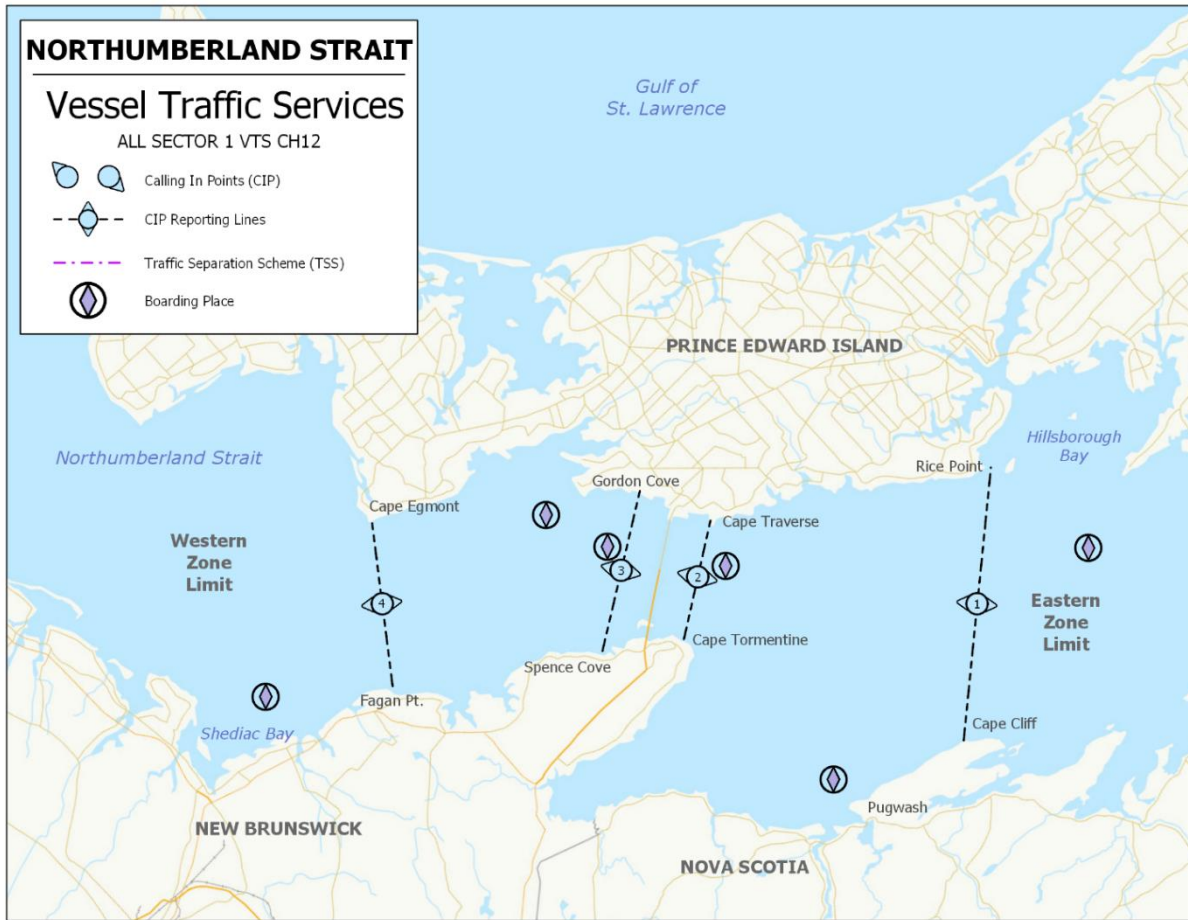 NORTHUMBERLAND STRAIT
Vessel Traffic Services
ALL SECTOR 1 VTS CH12
Calling In Points (CIP)
CIP Reporting Lines
Traffic Separation Scheme (TSS)
Boarding Place
Gulf of
St. Lawrence
PRINCE EDWARD ISLAND
Hillsborough
Bay
Northumberland Strait
Rice Point
Gordon Cove
Cape Egmont
Cape Traverse
Western
Zone
Limit
3
2
4
1
Eastern
Zone
Limit
Cape Tormentine
Spence Cove
Fagan Pt.
Shediac Bay
Cape Cliff
Pugwash
NEW BRUNSWICK
NOVA SCOTIA